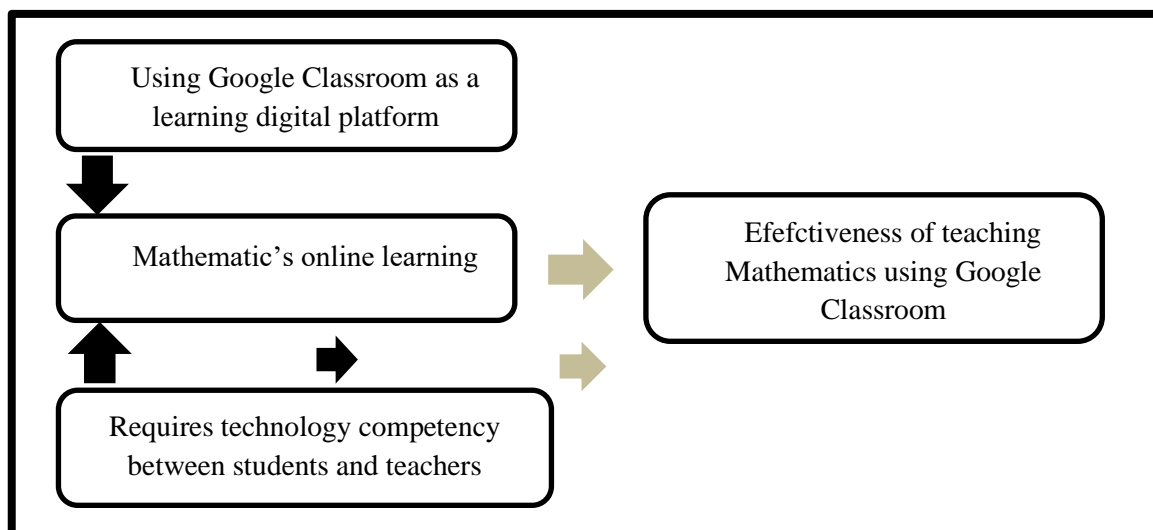 Using Google Classroom as a
learning digital platform
Mathematic’s online learning
Efefctiveness of teaching
Mathematics using Google
Classroom
Requires technology competency
between students and teachers